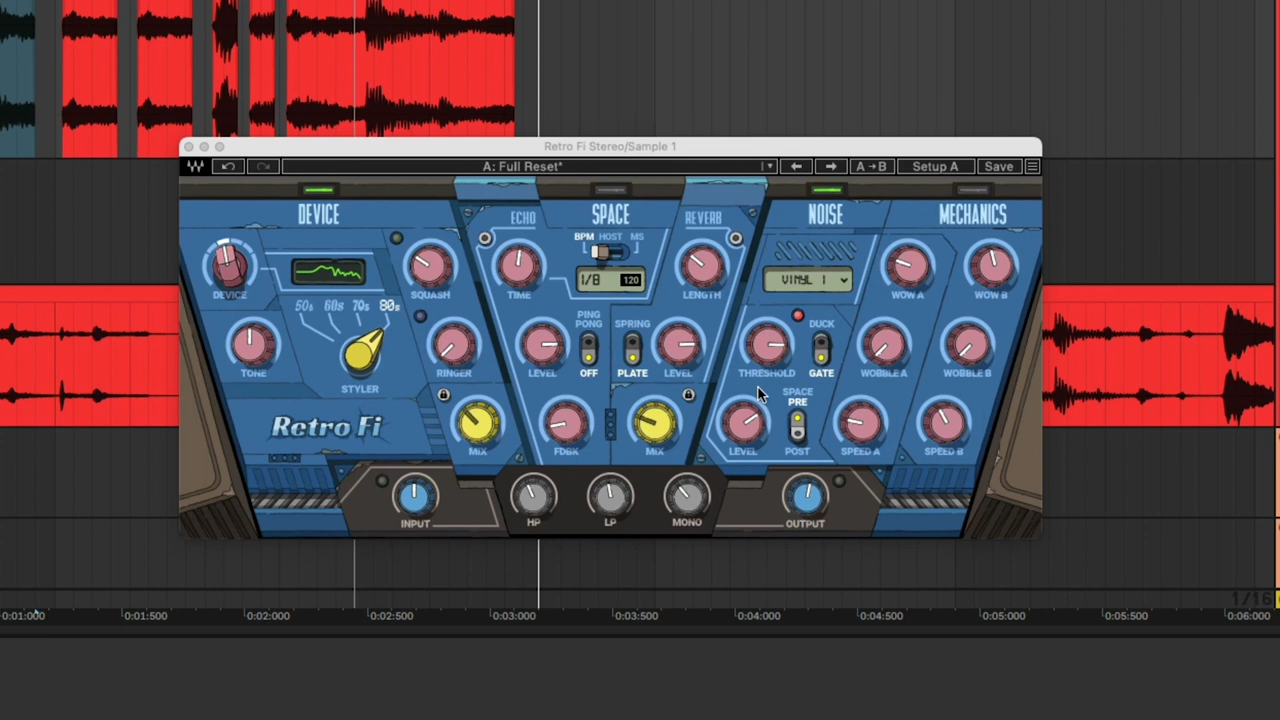 Retro Fi Stereo/Sample 1
A: Full Reset*
A→B
Setup A
Save
DEVICE
ECHO
SPACE
REVERB
NOISE
MECHANICS
BPM HOST MS
1/8 120
VINYL 1
DEVICE
SQUASH
TIME
LENGTH
WOW A
WOW B
50s 60s 70s 80s
PING
PONG
SPRING
DUCK
TONE
STYLER
RINGER
LEVEL
OFF
PLATE
LEVEL
THRESHOLD
GATE
WOBBLE A
WOBBLE B
SPACE
PRE
Retro Fi
MIX
FDBK
MIX
LEVEL
POST
SPEED A
SPEED B
INPUT
HP
LP
MONO
OUTPUT
1/16
0:01:000
0:01:500
0:02:000
0:02:500
0:03:000
0:03:500
0:04:000
0:04:500
0:05:000
0:05:500
0:06:000